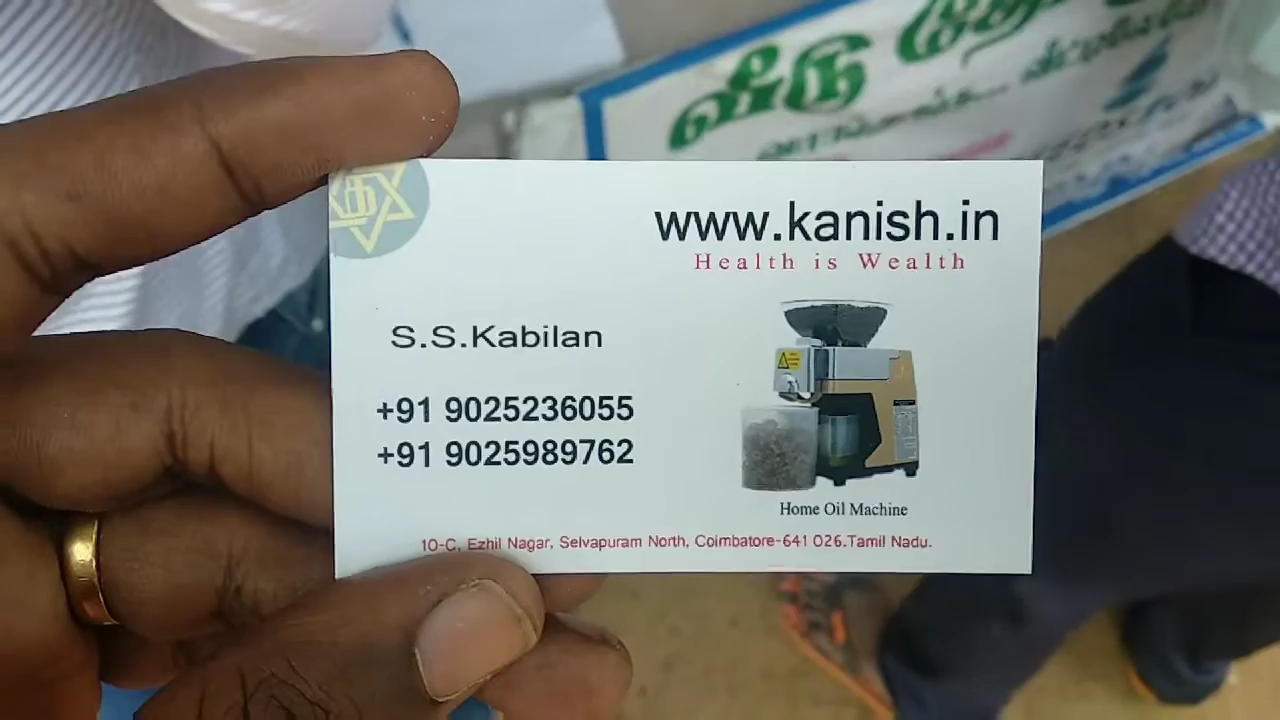 வீடு
த
www.kanish.in
Health is Wealth
S.S.Kabilan
+91 9025236055
+91 9025989762
Home Oil Machine
10-C, Ezhil Nagar, Selvapuram North, Coimbatore-641 026.Tamil Nadu.